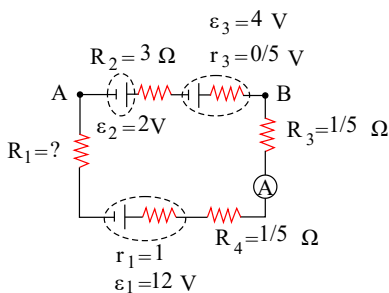 ε₃=4 V
R₂=3 Ω
r₃=0/5 V
A
B
ε₂=2V
R₃=1/5 Ω
R₁=?
A
R₄=1/5 Ω
r₁=1
ε₁=12 V